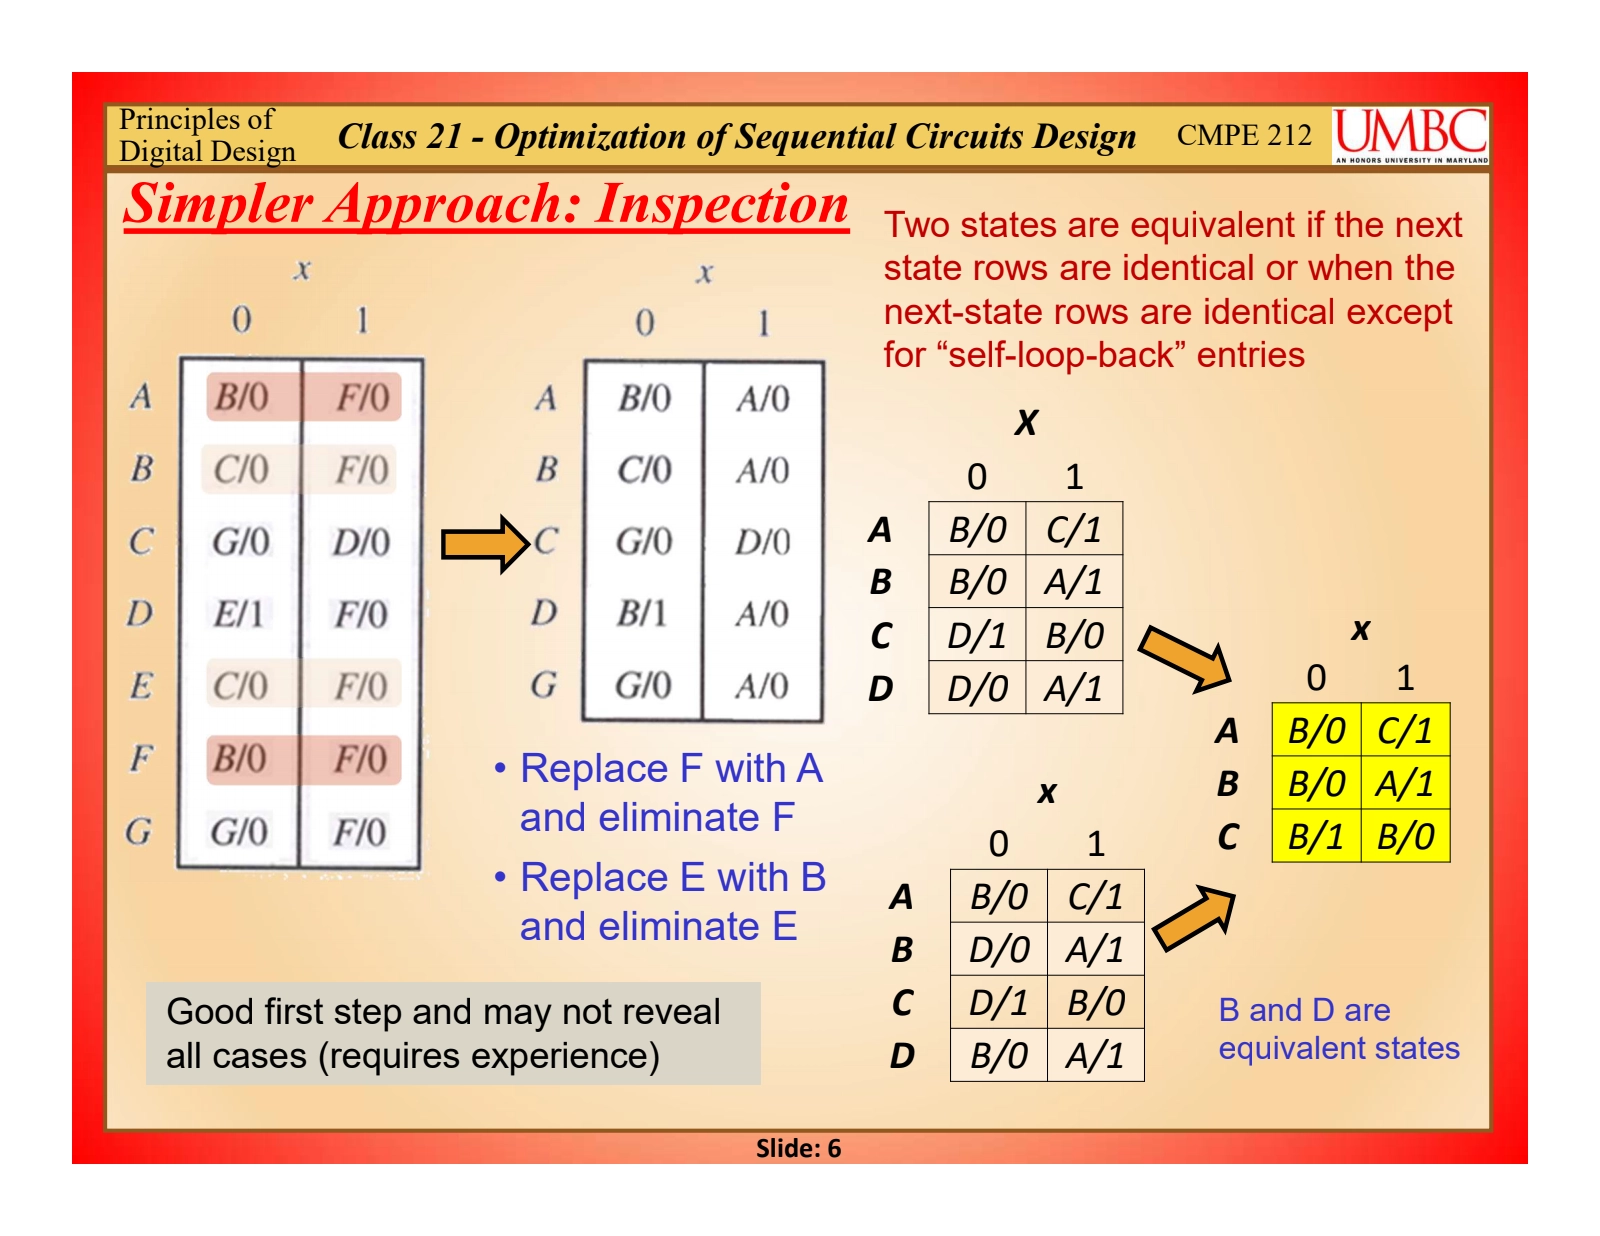 Principles of
Digital Design
Class 21 - Optimization of Sequential Circuits Design
CMPE 212
UMBC
AN HONORS UNIVERSITY IN MARYLAND
Simpler Approach: Inspection
Two states are equivalent if the next
state rows are identical or when the
next-state rows are identical except
for “self-loop-back” entries
x
0 1
A B/0 F/0
B C/0 F/0
C G/0 D/0
D E/1 F/0
E C/0 F/0
F B/0 F/0
G G/0 F/0
x
0 1
A B/0 A/0
B C/0 A/0
C G/0 D/0
D B/1 A/0
G G/0 A/0
• Replace F with A
and eliminate F
• Replace E with B
and eliminate E
Good first step and may not reveal
all cases (requires experience)
X
0 1
A B/0 C/1
B B/0 A/1
C D/1 B/0
D D/0 A/1
x
0 1
A B/0 C/1
B D/0 A/1
C D/1 B/0
D B/0 A/1
x
0 1
A B/0 C/1
B B/0 A/1
C B/1 B/0
B and D are
equivalent states
Slide: 6